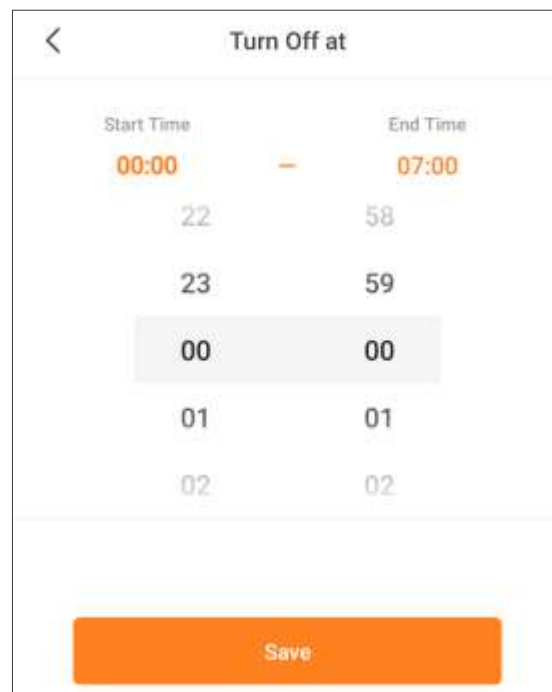 Turn Off at
Start Time End Time
00:00 – 07:00
22 58
23 59
00 00
01 01
02 02
Save